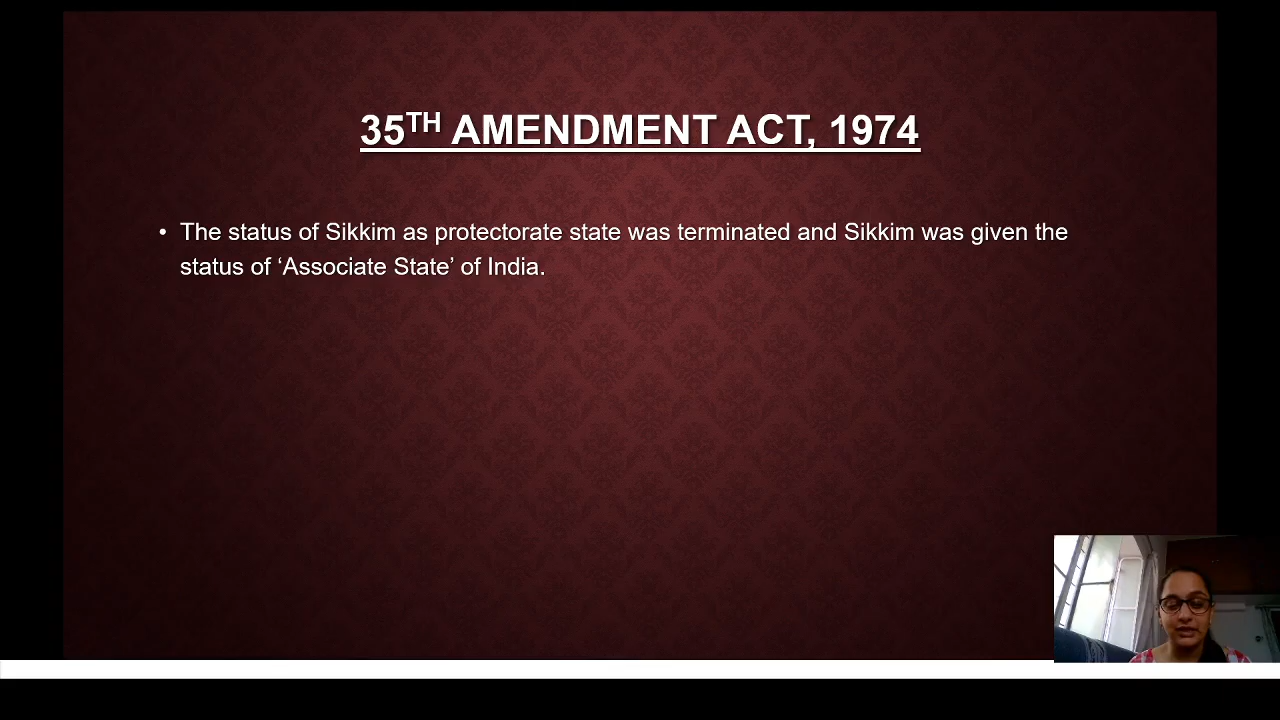 35TH AMENDMENT ACT, 1974
• The status of Sikkim as protectorate state was terminated and Sikkim was given the
status of ‘Associate State’ of India.